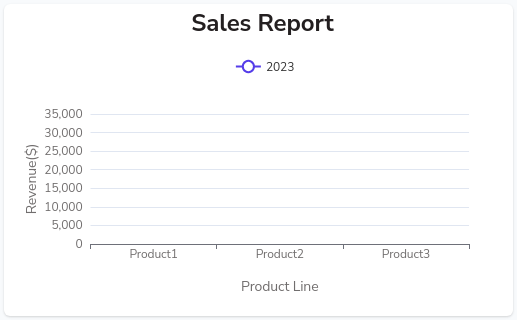 Sales Report
2023
Revenue($)
35,000
30,000
25,000
20,000
15,000
10,000
5,000
0
Product1 Product2 Product3
Product Line